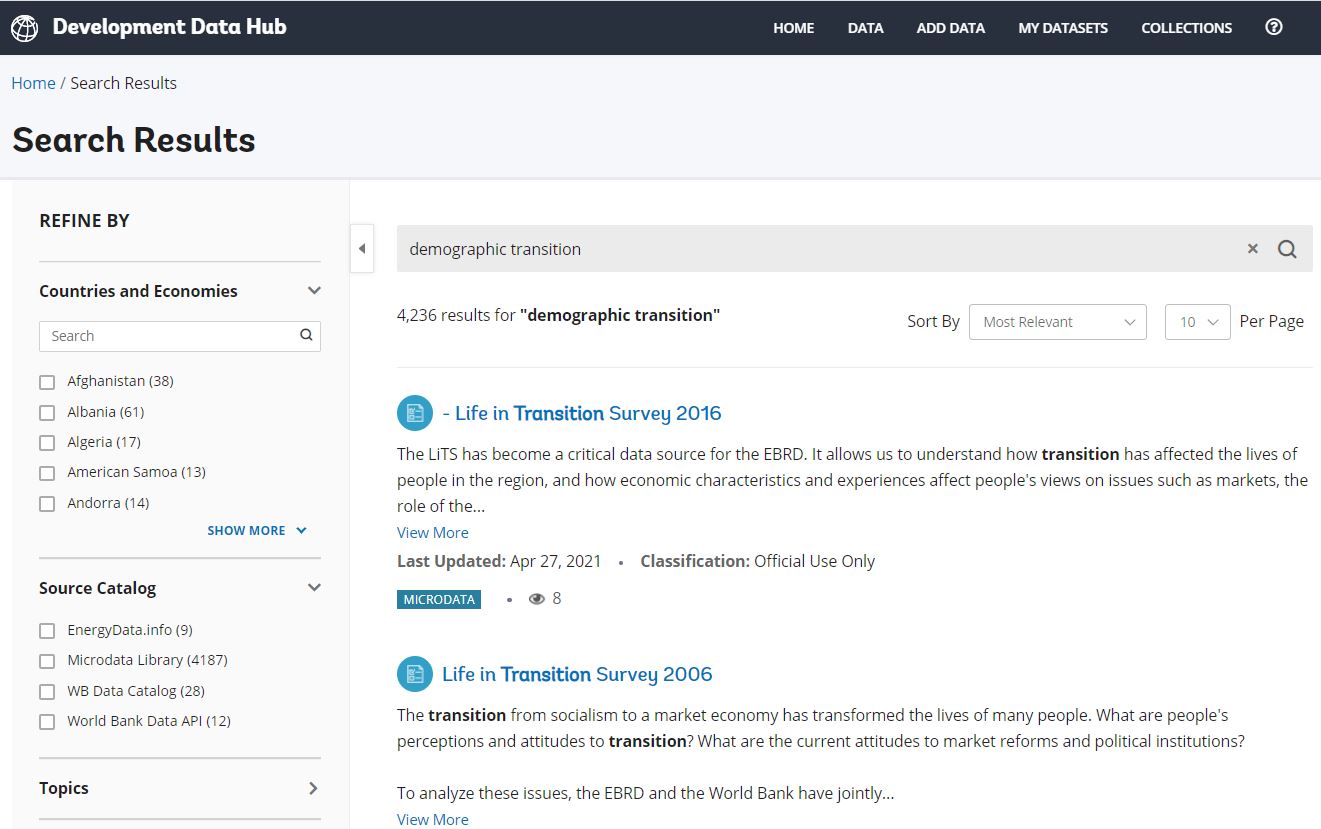 Development Data Hub
HOME DATA ADD DATA MY DATASETS COLLECTIONS ?
Home / Search Results
Search Results
REFINE BY
Countries and Economies
Search
Afghanistan (38)
Albania (61)
Algeria (17)
American Samoa (13)
Andorra (14)
SHOW MORE
Source Catalog
EnergyData.info (9)
Microdata Library (4187)
WB Data Catalog (28)
World Bank Data API (12)
Topics
demographic transition
4,236 results for "demographic transition"
Sort By Most Relevant 10 Per Page
- Life in Transition Survey 2016
The LiTS has become a critical data source for the EBRD. It allows us to understand how transition has affected the lives of
people in the region, and how economic characteristics and experiences affect people's views on issues such as markets, the
role of the...
View More
Last Updated: Apr 27, 2021 • Classification: Official Use Only
MICRODATA • 8
Life in Transition Survey 2006
The transition from socialism to a market economy has transformed the lives of many people. What are people's
perceptions and attitudes to transition? What are the current attitudes to market reforms and political institutions?
To analyze these issues, the EBRD and the World Bank have jointly...
View More